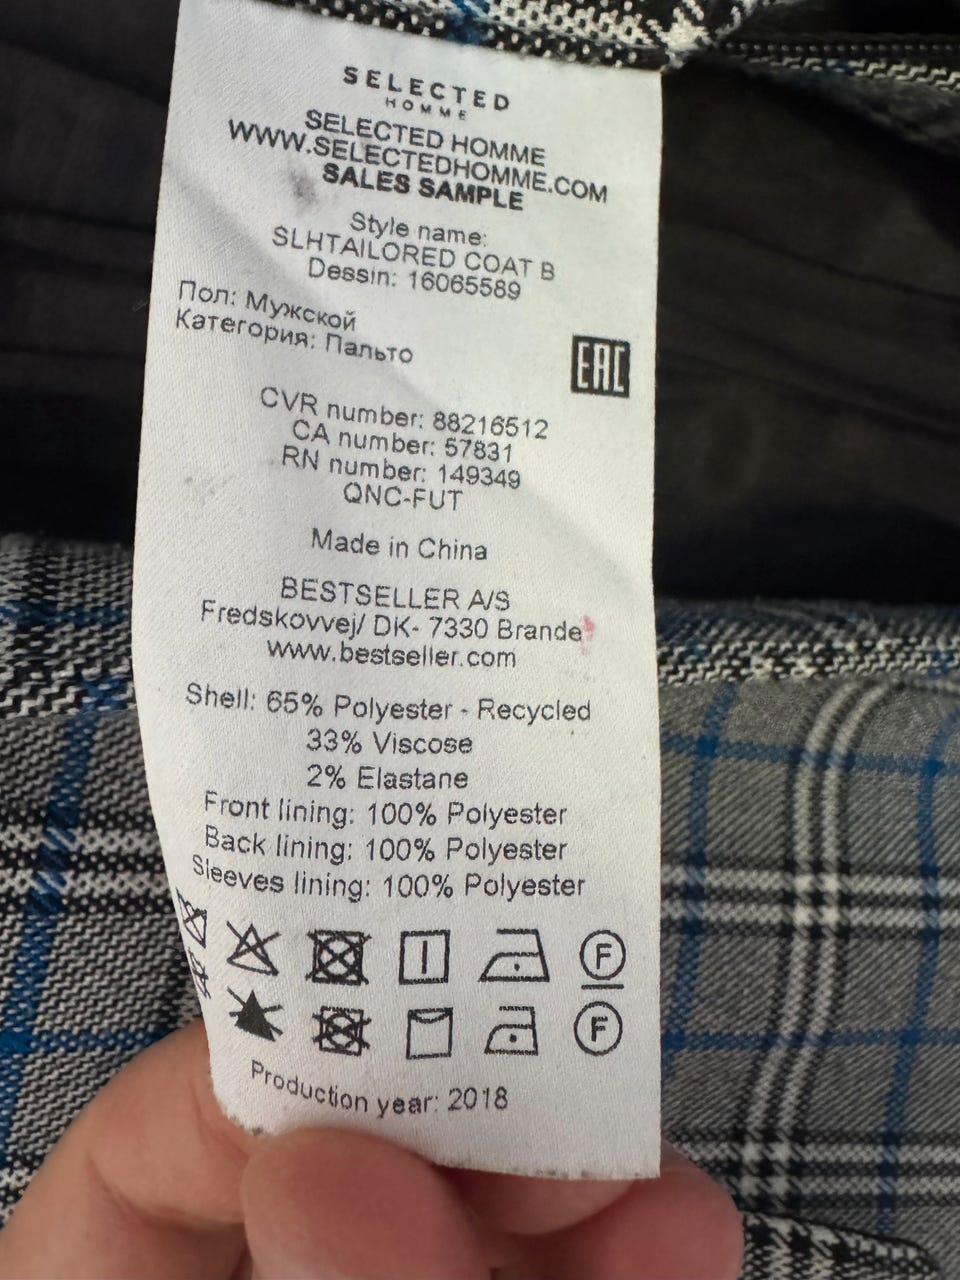 SELECTED
HOMME
SELECTED HOMME
WWW.SELECTEDHOMME.COM
SALES SAMPLE
Style name:
SLHTAILORED COAT B
Dessin: 16065589
Пол: Мужской
Категория: Пальто
EAC
CVR number: 88216512
CA number: 57831
RN number: 149349
QNC-FUT
Made in China
BESTSELLER A/S
Fredskovvej/ DK- 7330 Brande
www.bestseller.com
Shell: 65% Polyester - Recycled
33% Viscose
2% Elastane
Front lining: 100% Polyester
Back lining: 100% Polyester
Sleeves lining: 100% Polyester
F
F
Production year: 2018